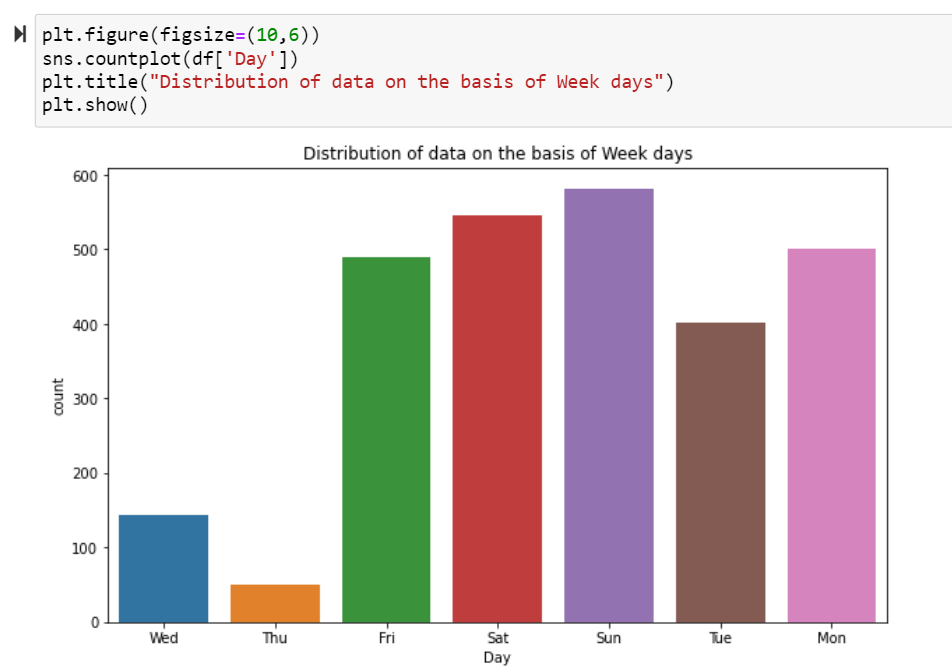 plt.figure(figsize=(10,6))
sns.countplot(df['Day'])
plt.title("Distribution of data on the basis of Week days")
plt.show()
Distribution of data on the basis of Week days
600
500
400
300
200
100
0
count
Wed Thu Fri Sat Sun Tue Mon
Day